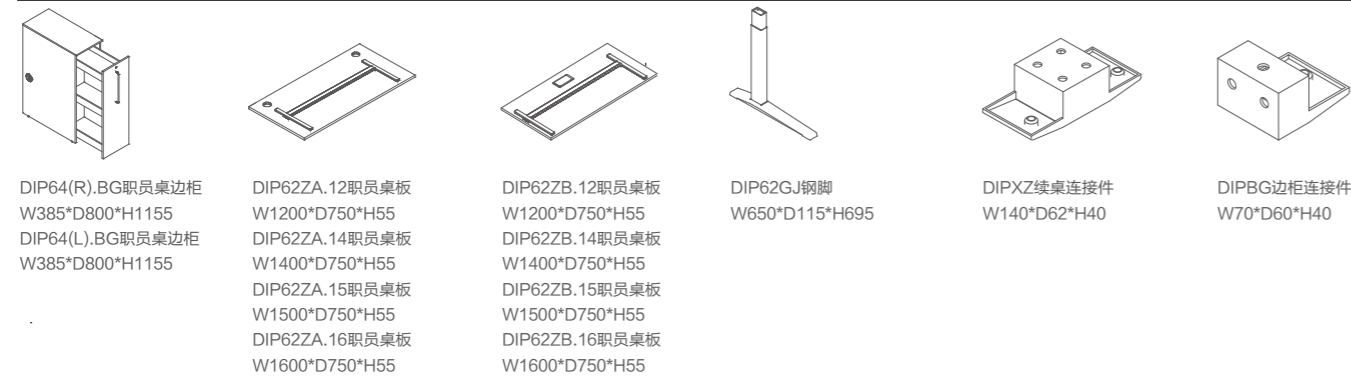 DIP64(R).BG职员桌边柜
W385*D800*H1155
DIP64(L).BG职员桌边柜
W385*D800*H1155
DIP62ZA.12职员桌板
W1200*D750*H55
DIP62ZA.14职员桌板
W1400*D750*H55
DIP62ZA.15职员桌板
W1500*D750*H55
DIP62ZA.16职员桌板
W1600*D750*H55
DIP62ZB.12职员桌板
W1200*D750*H55
DIP62ZB.14职员桌板
W1400*D750*H55
DIP62ZB.15职员桌板
W1500*D750*H55
DIP62ZB.16职员桌板
W1600*D750*H55
DIP62GJ钢脚
W650*D115*H695
DIPXZ续桌连接件
W140*D62*H40
DIPBG边柜连接件
W70*D60*H40